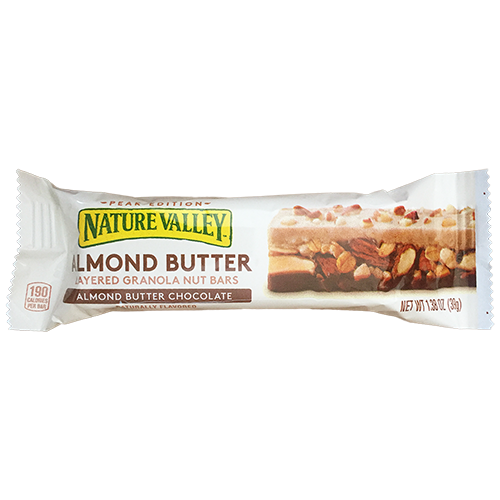 PEAK EDITION
NATURE VALLEY
ALMOND BUTTER
LAYERED GRANOLA NUT BARS
ALMOND BUTTER CHOCOLATE
NATURALLY FLAVORED
190
CALORIES
PER BAR
NET WT 1.38 OZ (39g)